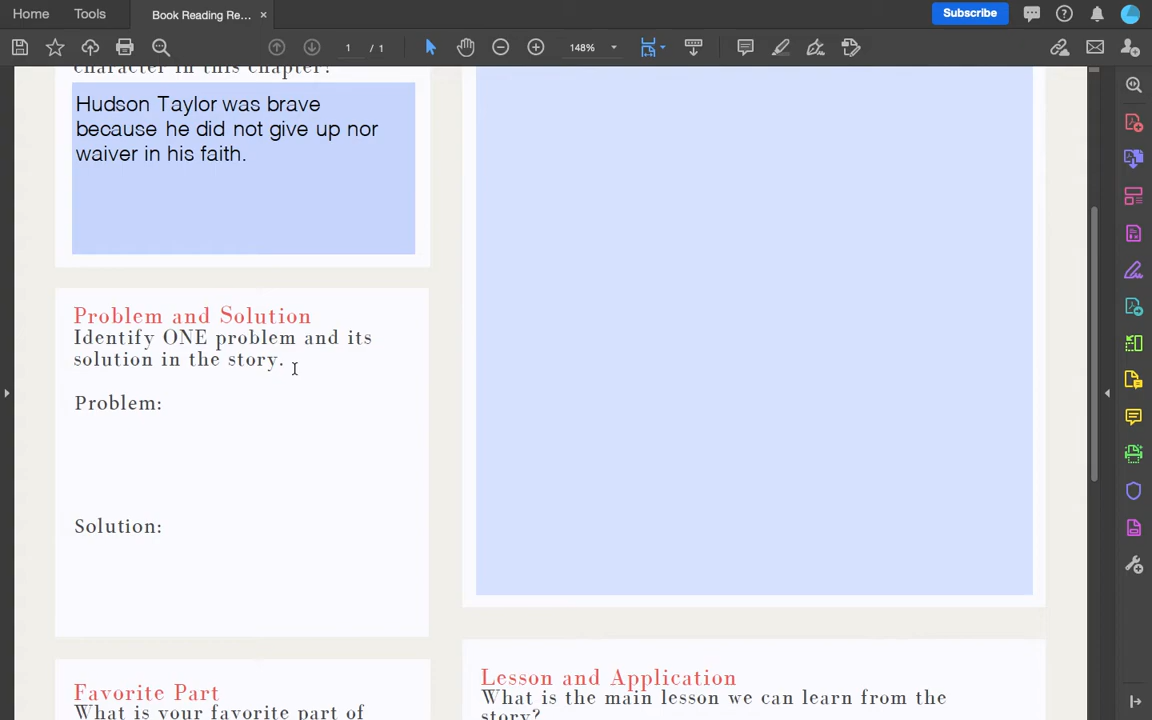 Home
Tools
Book Reading Re...
Subscribe
1 / 1
148%
character in this chapter?
Hudson Taylor was brave
because he did not give up nor
waiver in his faith.
Problem and Solution
Identify ONE problem and its
solution in the story.
Problem:
Solution:
Favorite Part
What is your favorite part of
Lesson and Application
What is the main lesson we can learn from the
story?